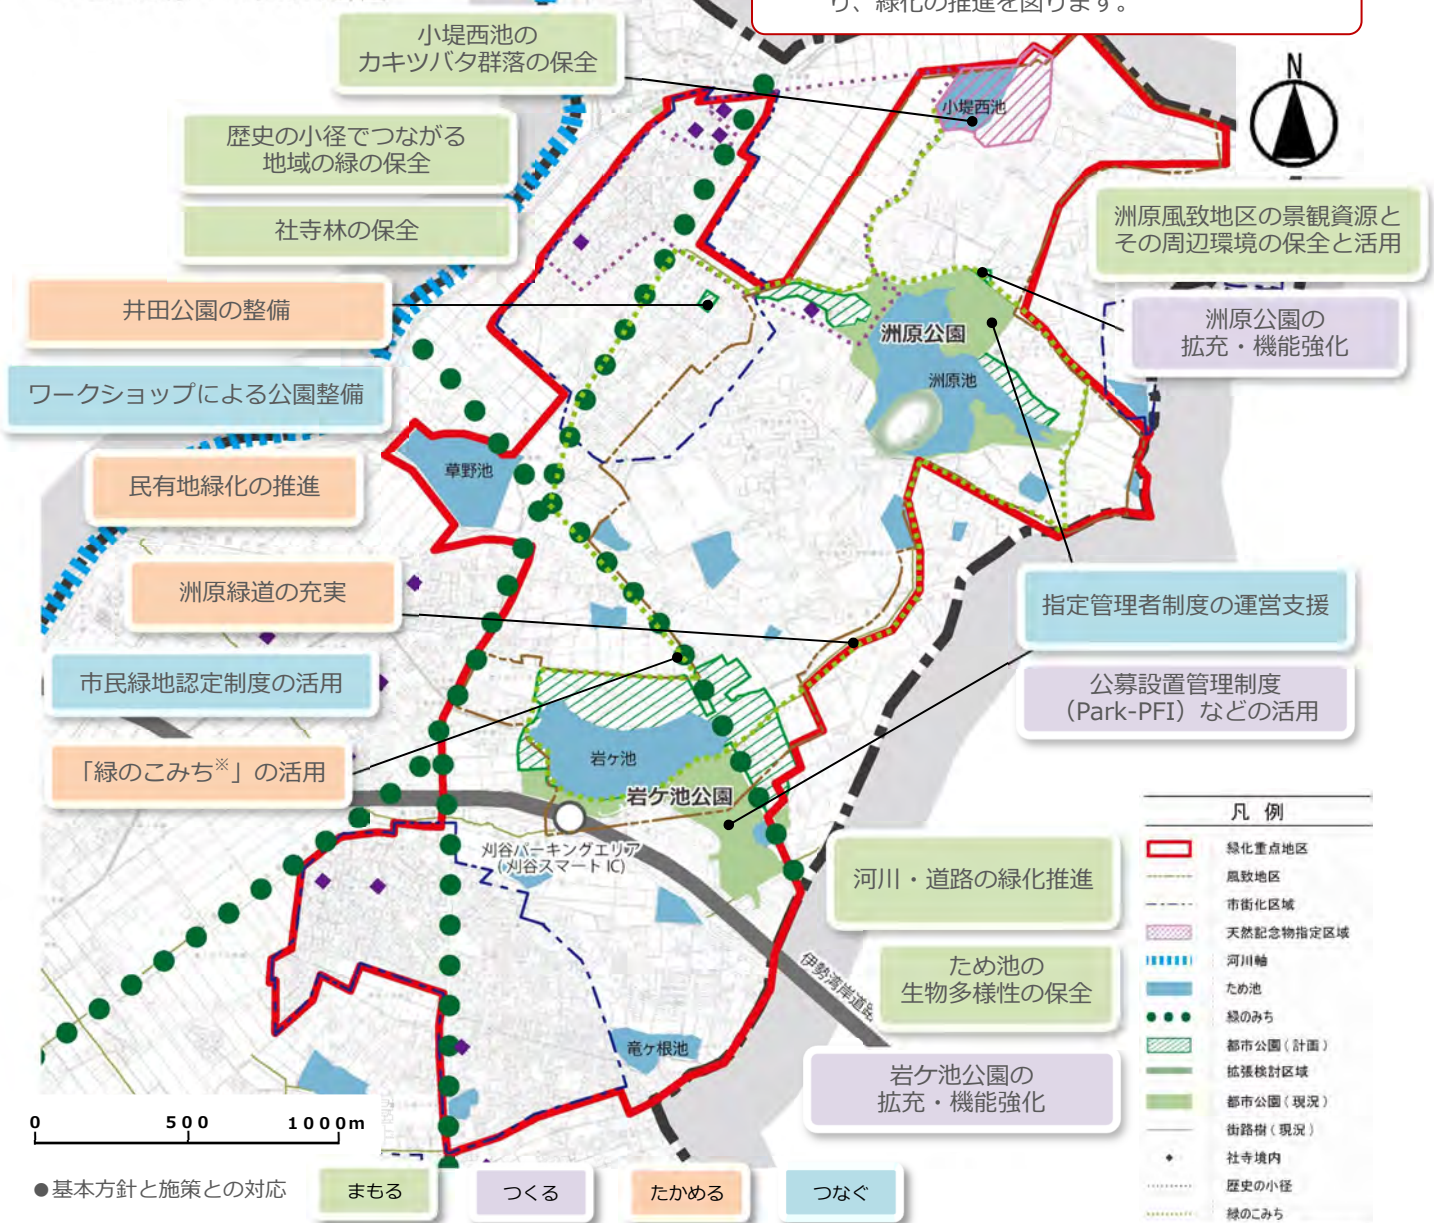 り、緑化の推進を図ります。
小堤西池の
カキツバタ群落の保全
N
小堤西池
歴史の小径でつながる
地域の緑の保全
社寺林の保全
洲原風致地区の景観資源と
その周辺環境の保全と活用
井田公園の整備
洲原公園の
拡充・機能強化
洲原公園
洲原池
ワークショップによる公園整備
草野池
民有地緑化の推進
洲原緑道の充実
指定管理者制度の運営支援
市民緑地認定制度の活用
公募設置管理制度
（Park-PFI）などの活用
「緑のこみち※」の活用
岩ヶ池
岩ケ池公園
刈谷パーキングエリア
(刈谷スマート IC)
河川・道路の緑化推進
伊勢湾岸道路
ため池の
生物多様性の保全
竜ケ根池
岩ケ池公園の
拡充・機能強化
凡 例
緑化重点地区
風致地区
市街化区域
天然記念物指定区域
河川軸
ため池
緑のみち
都市公園（計画）
拡張検討区域
都市公園（現況）
街路樹（現況）
社寺境内
歴史の小径
緑のこみち
0 500 1000m
●基本方針と施策との対応
まもる
つくる
たかめる
つなぐ